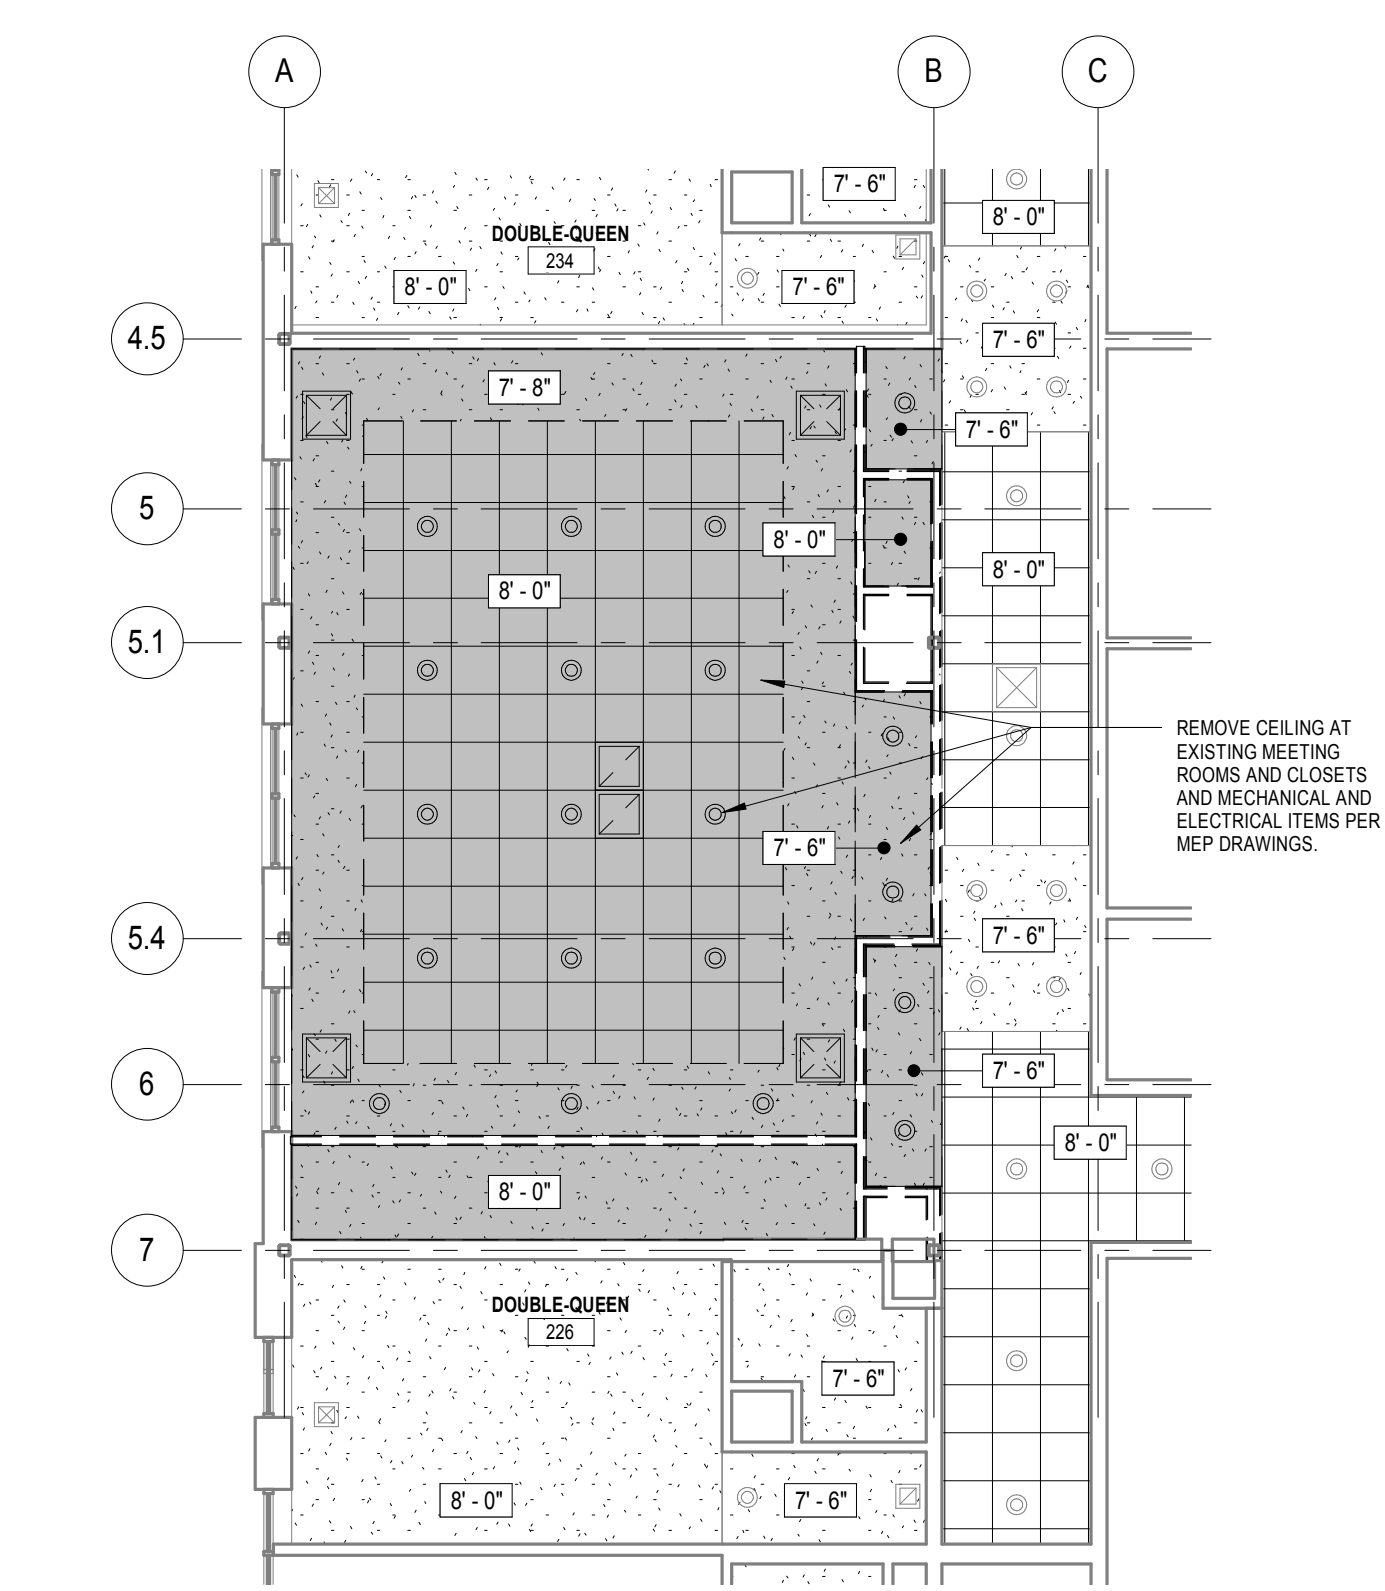 A
B
C
7' - 6"
8' - 0"
DOUBLE-QUEEN
234
8' - 0"
7' - 6"
4.5
7' - 6"
7' - 8"
7' - 6"
5
8' - 0"
8' - 0"
8' - 0"
5.1
REMOVE CEILING AT
EXISTING MEETING
ROOMS AND CLOSETS
AND MECHANICAL AND
ELECTRICAL ITEMS PER
MEP DRAWINGS.
7' - 6"
5.4
7' - 6"
6
7' - 6"
8' - 0"
8' - 0"
7
DOUBLE-QUEEN
226
7' - 6"
8' - 0"
7' - 6"